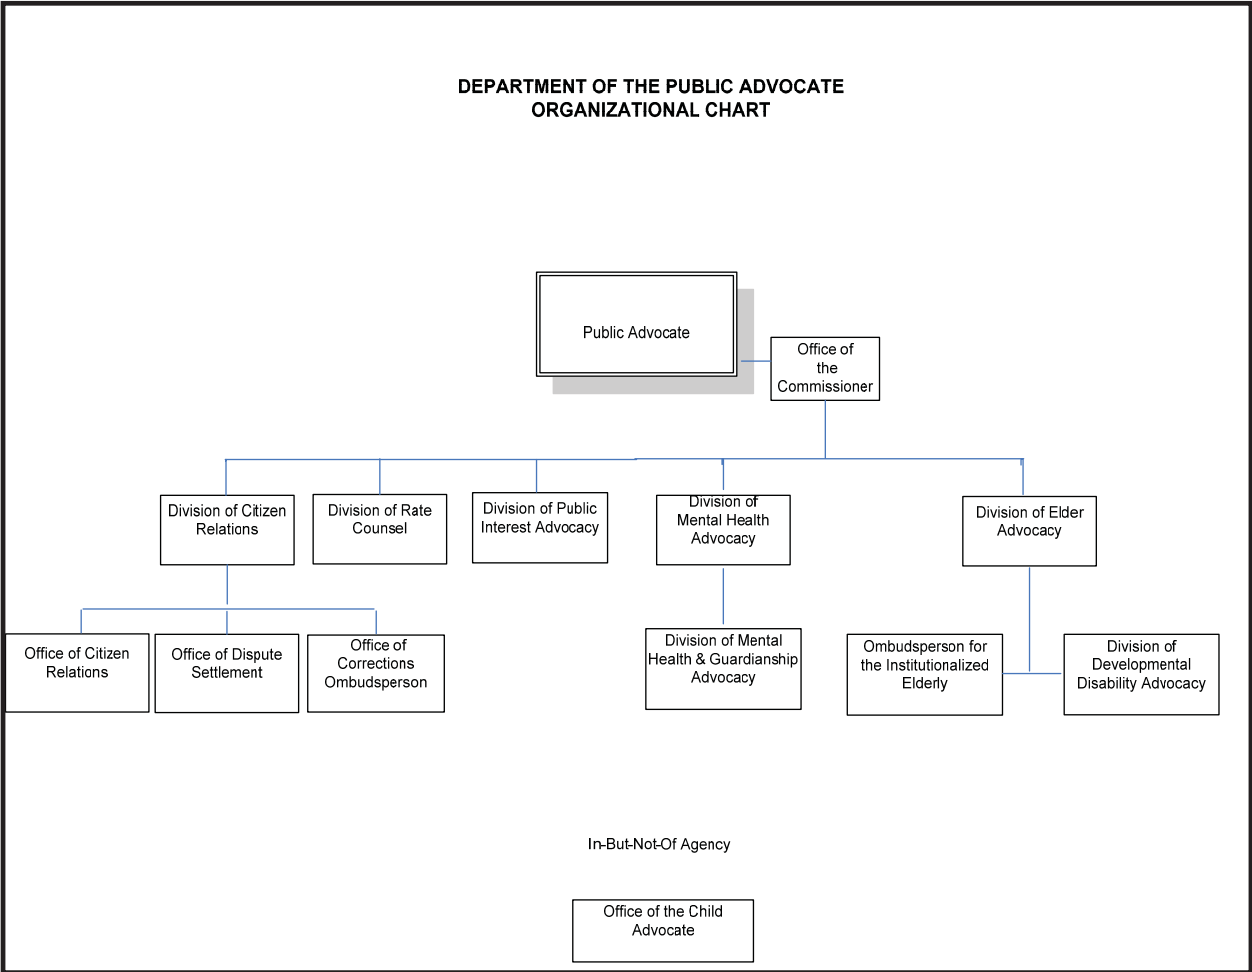 DEPARTMENT OF THE PUBLIC ADVOCATE
ORGANIZATIONAL CHART
Public Advocate
Office of
the
Commissioner
Division of Citizen
Relations
Division of Rate
Counsel
Division of Public
Interest Advocacy
Division of
Mental Health
Advocacy
Division of Elder
Advocacy
Office of Citizen
Relations
Office of Dispute
Settlement
Office of
Corrections
Ombudsperson
Division of Mental
Health & Guardianship
Advocacy
Ombudsperson for
the Institutionalized
Elderly
Division of
Developmental
Disability Advocacy
In-But-Not-Of Agency
Office of the Child
Advocate